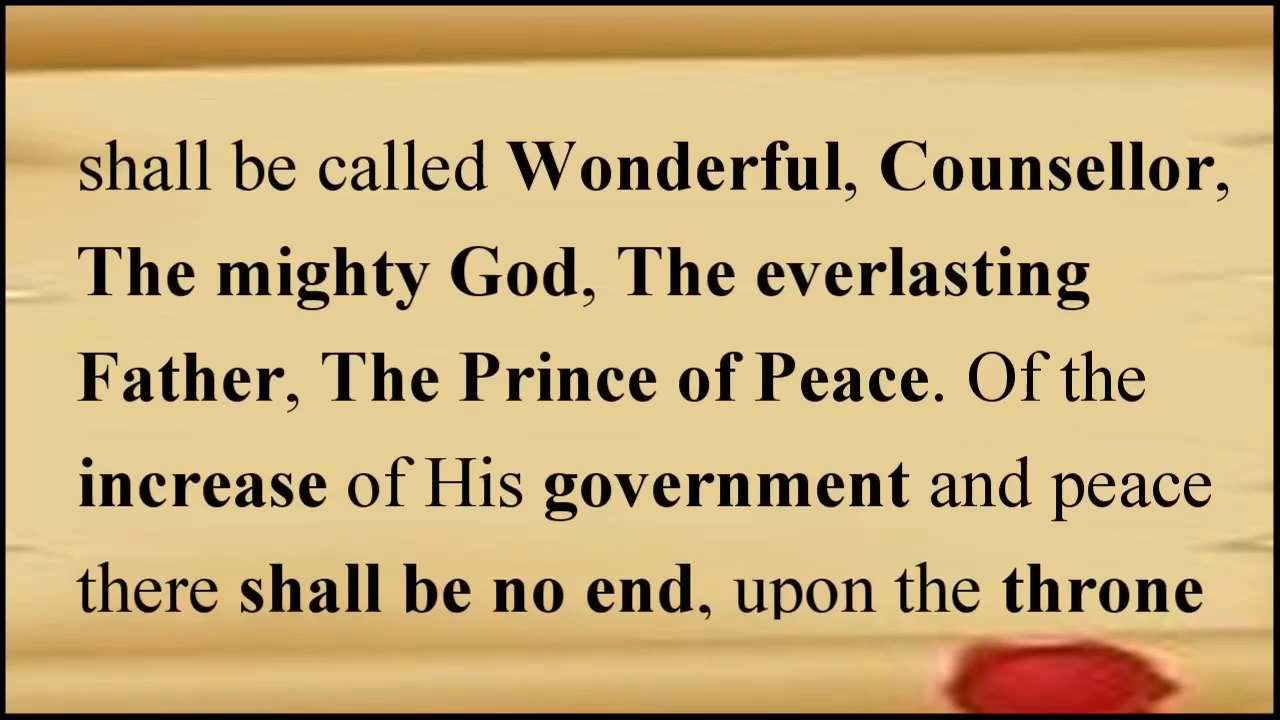 shall be called Wonderful, Counsellor,
The mighty God, The everlasting
Father, The Prince of Peace. Of the
increase of His government and peace
there shall be no end, upon the throne